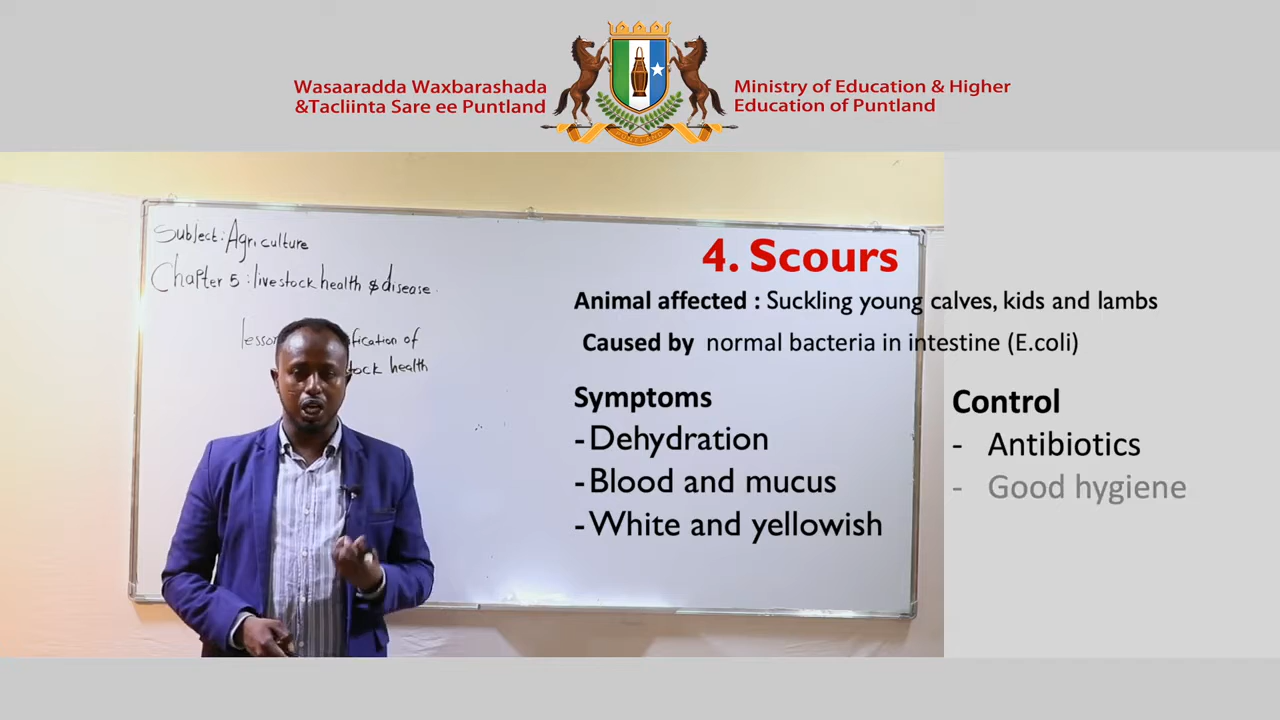 Wasaaradda Waxbarashada
&Tacliinta Sare ee Puntland
Ministry of Education & Higher
Education of Puntland
Subject: Agriculture
Chapter 5: livestock health & disease.
of
health
4. Scours
Animal affected : Suckling young calves, kids and lambs
Caused by normal bacteria in intestine (E.coli)
Symptoms
-Dehydration
-Blood and mucus
-White and yellowish
Control
- Antibiotics
- Good hygiene